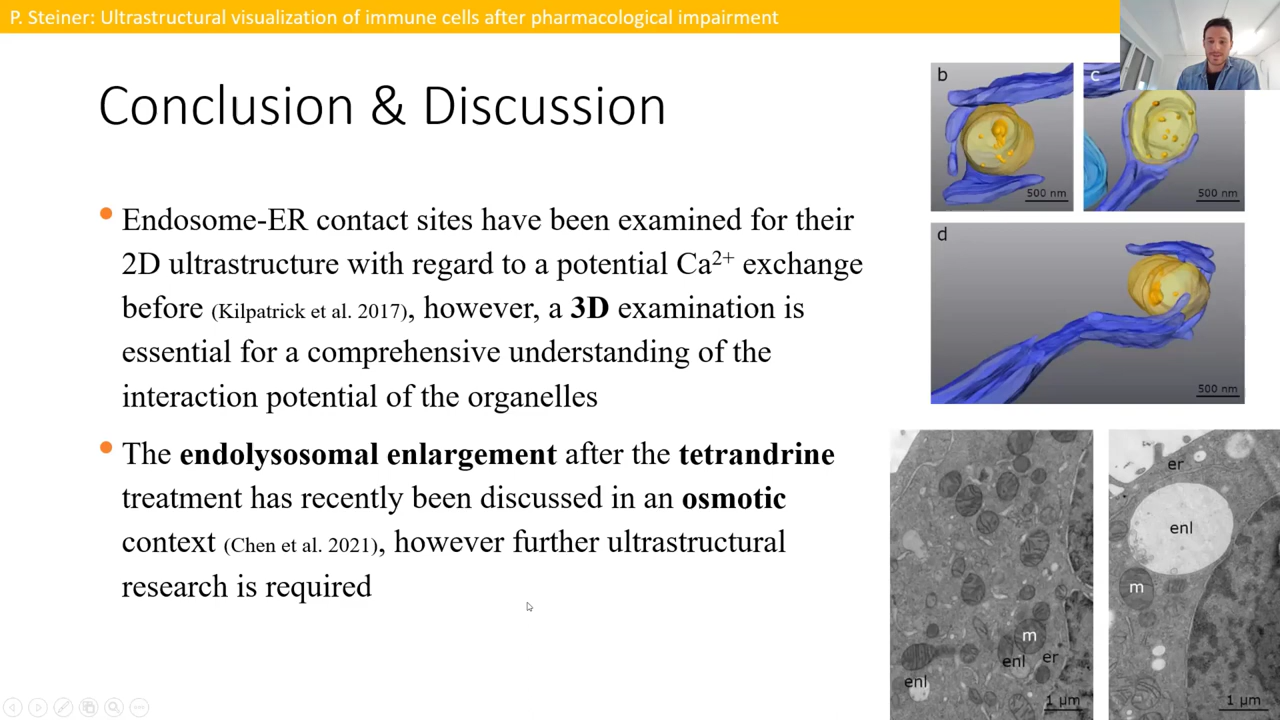 P. Steiner: Ultrastructural visualization of immune cells after pharmacological impairment
Conclusion & Discussion
• Endosome-ER contact sites have been examined for their
2D ultrastructure with regard to a potential Ca²⁺ exchange
before (Kilpatrick et al. 2017), however, a 3D examination is
essential for a comprehensive understanding of the
interaction potential of the organelles
• The endolysosomal enlargement after the tetrandrine
treatment has recently been discussed in an osmotic
context (Chen et al. 2021), however further ultrastructural
research is required
b
500 nm
c
500 nm
d
500 nm
m
enl
er
enl
1 µm
er
enl
m
1 µm